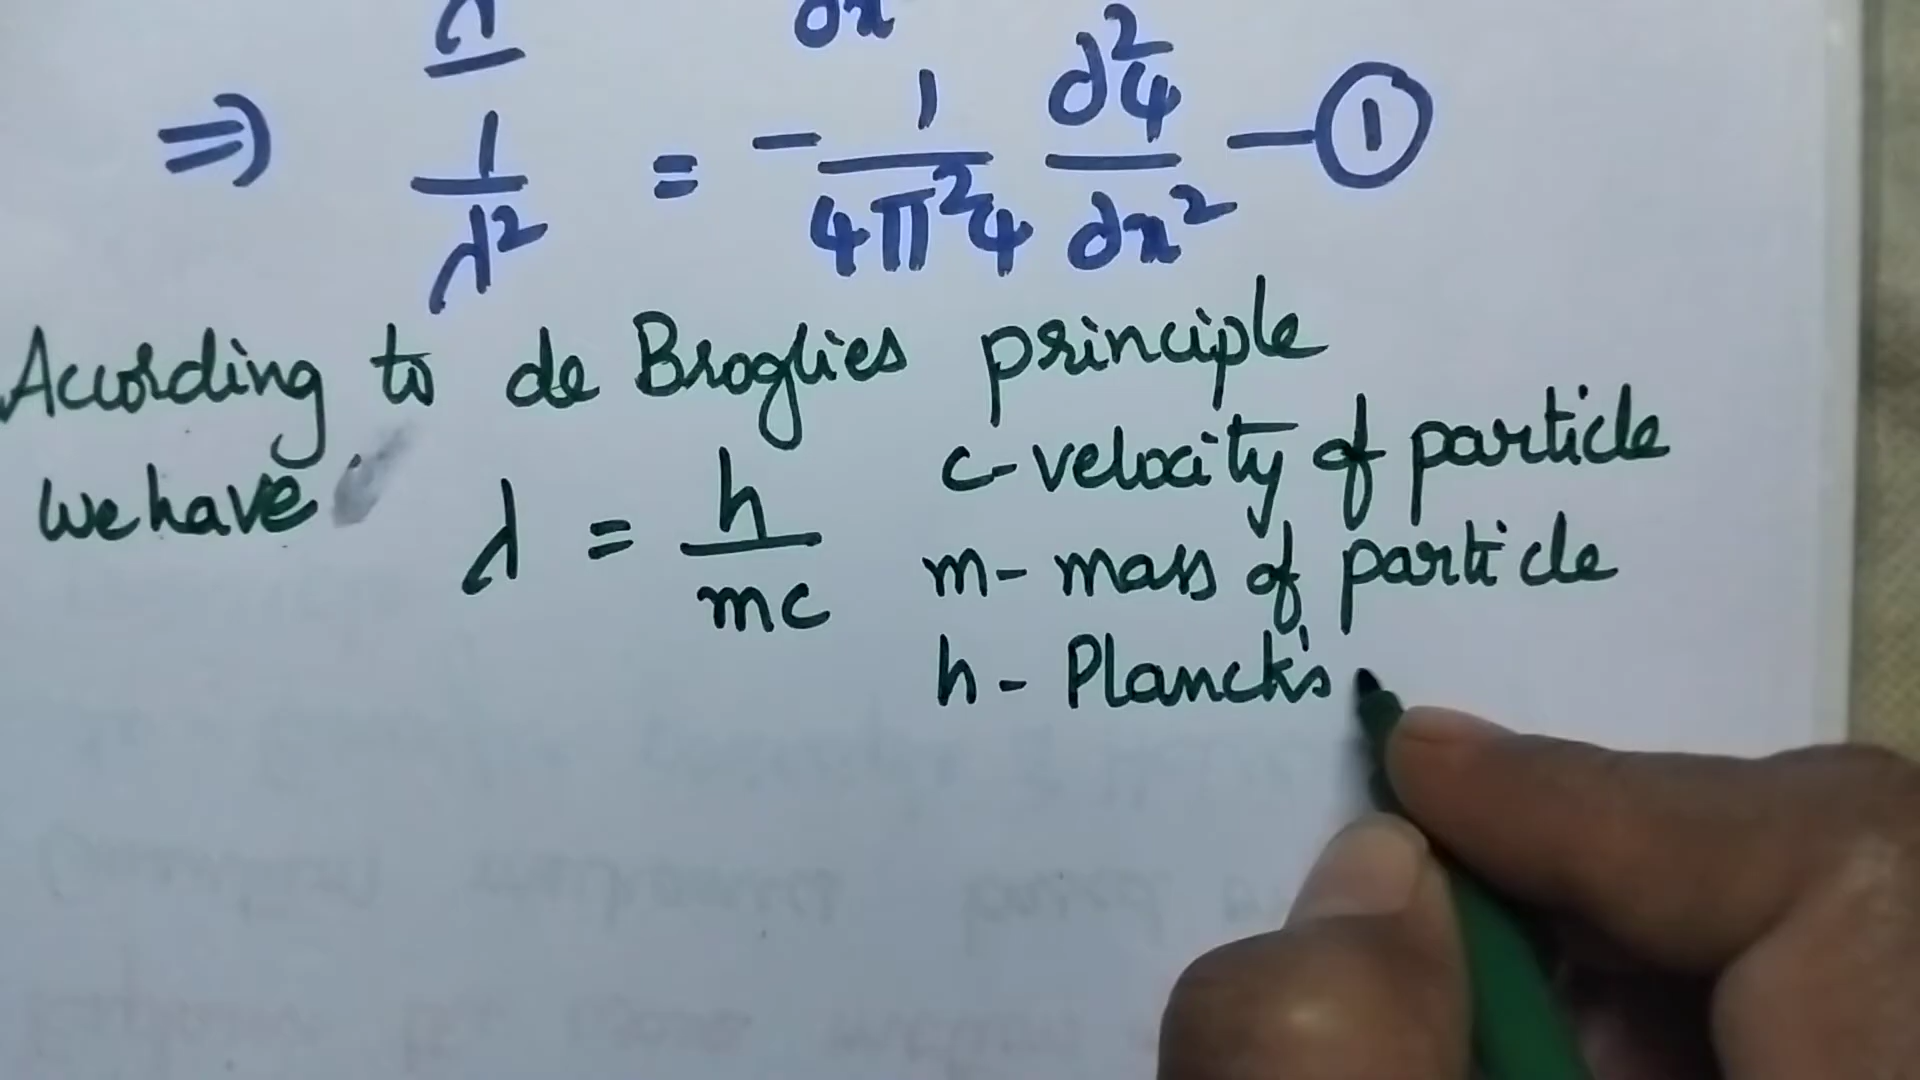 λ ∂x
⇒ 1/λ² = - 1/4π²ψ ∂²ψ/∂x² — ①
According to de Broglies principle
we have λ = h/mc
c - velocity of particle
m - mass of particle
h - Planck's